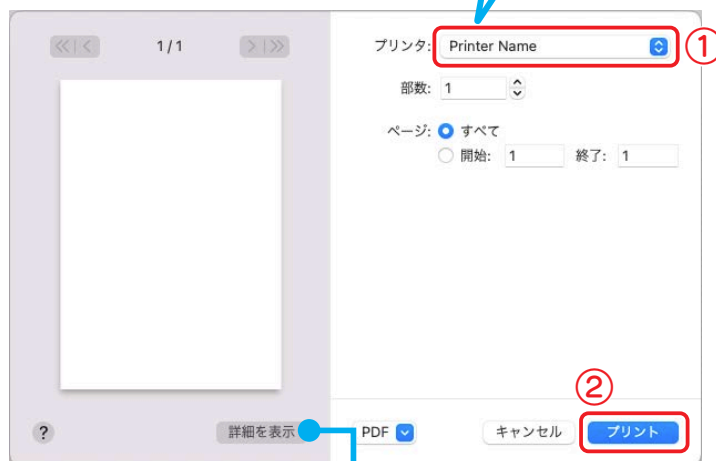 1/1
プリンタ: Printer Name
①
部数: 1
ページ: すべて
開始: 1 終了: 1
②
? 詳細を表示 PDF キャンセル プリント